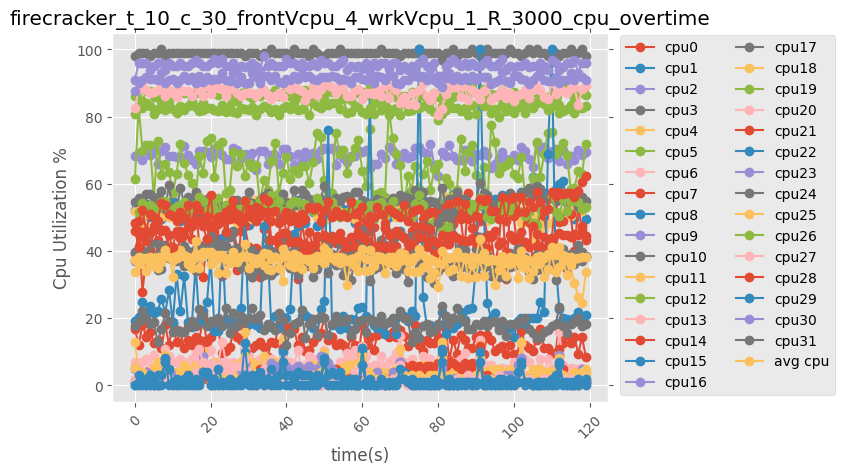 firecracker_t_10_c_30_frontVcpu_4_wrkVcpu_1_R_3000_cpu_overtime
Cpu Utilization %
100
80
60
40
20
0
0
20
40
60
80
100
120
time(s)
cpu0
cpu1
cpu2
cpu3
cpu4
cpu5
cpu6
cpu7
cpu8
cpu9
cpu10
cpu11
cpu12
cpu13
cpu14
cpu15
cpu16
cpu17
cpu18
cpu19
cpu20
cpu21
cpu22
cpu23
cpu24
cpu25
cpu26
cpu27
cpu28
cpu29
cpu30
cpu31
avg cpu